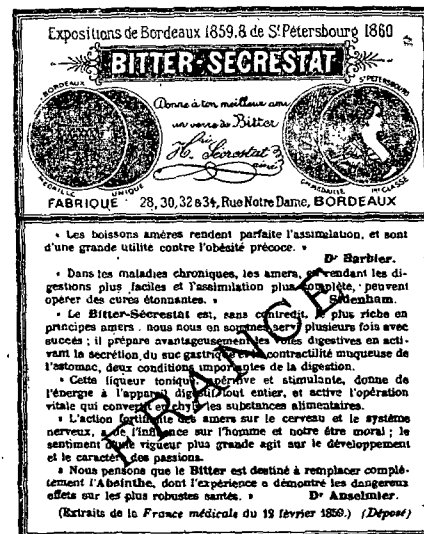 Expositions de Bordeaux 1859, & de St Pétersbourg 1860
BITTER-SECRESTAT
BORDEAUX
ST PETERSBOURG
Donne à ton meilleur ami
un verre de Bitter
H. Secrestat
MEDAILLE UNIQUE
MEDAILLE 1re CLASSE
FABRIQUE 28, 30, 32 & 34, Rue Notre Dame, BORDEAUX
« Les boissons amères rendent parfaite l'assimilation, et sont
d'une grande utilité contre l'obésité précoce. »
Dr Barbier.
« Dans les maladies chroniques, les amers, en rendant les di-
gestions plus faciles et l'assimilation plus complète, peuvent
opérer des cures étonnantes. » Sidenham.
« Le Bitter-Secrestat est, sans contredit, le plus riche en
principes amers. nous nous en sommes servi plusieurs fois avec
succès ; il prépare avantageusement les voies digestives en acti-
vant la secrétion du suc gastrique et la contractilité muqueuse de
l'estomac, deux conditions importantes de la digestion.
« Cette liqueur tonique, apéritive et stimulante, donne de
l'énergie à l'appareil digestif tout entier, et active l'opération
vitale qui convertit en chyle les substances alimentaires.
« L'action fortifiante des amers sur le cerveau et le système
nerveux, a de l'influence sur l'homme et notre être moral ; le
sentiment d'une vigueur plus grande agit sur le développement
et le caractère des passions.
« Nous pensons que le Bitter est destiné à remplacer complé-
tement l'Absinthe, dont l'expérience a démontré les dangereux
effets sur les plus robustes santés. » Dr Anselmier.
(Extraits de la France médicale du 12 février 1859.) (Déposé)
FRANCE